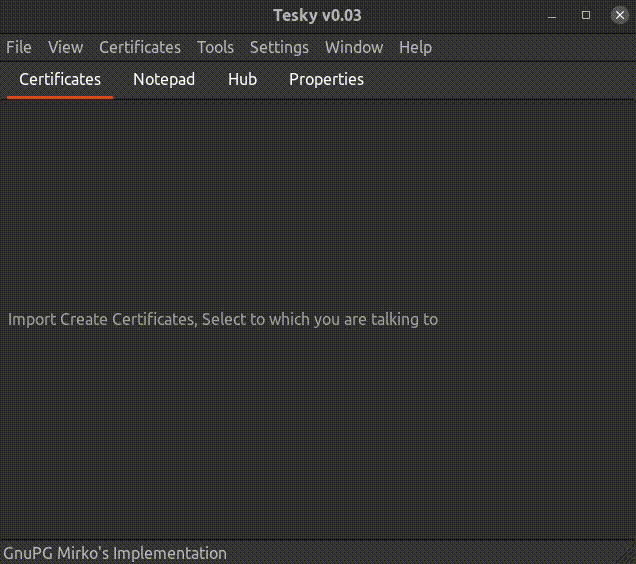 Tesky v0.03
File View Certificates Tools Settings Window Help
Certificates Notepad Hub Properties
Import Create Certificates, Select to which you are talking to
GnuPG Mirko's Implementation